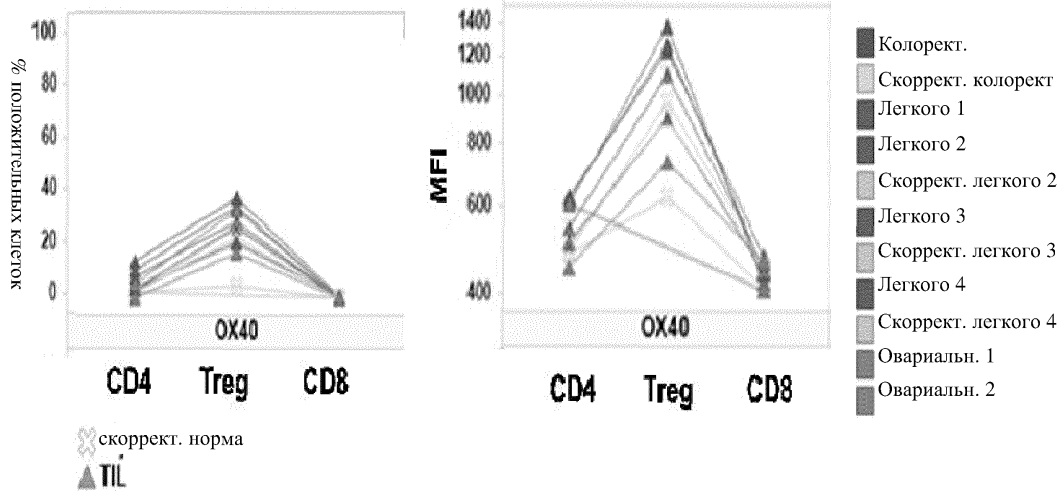 % положительных клеток
100
80
60
40
20
0
OX40
CD4 Treg CD8
скоррект. норма
TIL
MFI
1400
1200
1000
800
600
400
OX40
CD4 Treg CD8
Колорект.
Скоррект. колорект
Легкого 1
Легкого 2
Скоррект. легкого 2
Легкого 3
Скоррект. легкого 3
Легкого 4
Скоррект. легкого 4
Овариальн. 1
Овариальн. 2